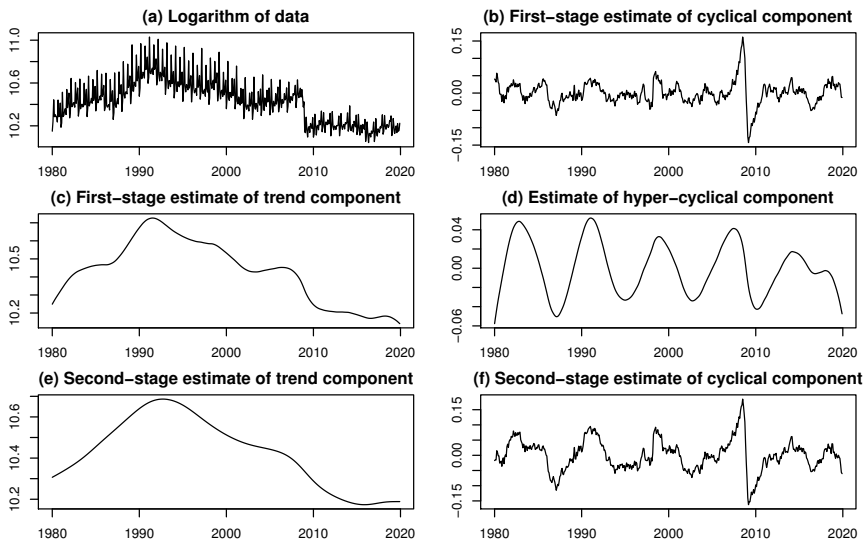 (a) Logarithm of data
11.0
10.6
10.2
1980 1990 2000 2010 2020
(b) First−stage estimate of cyclical component
0.15
0.00
−0.15
1980 1990 2000 2010 2020
(c) First−stage estimate of trend component
10.5
10.2
1980 1990 2000 2010 2020
(d) Estimate of hyper−cyclical component
0.04
0.00
−0.06
1980 1990 2000 2010 2020
(e) Second−stage estimate of trend component
10.6
10.4
10.2
1980 1990 2000 2010 2020
(f) Second−stage estimate of cyclical component
0.15
0.00
−0.15
1980 1990 2000 2010 2020